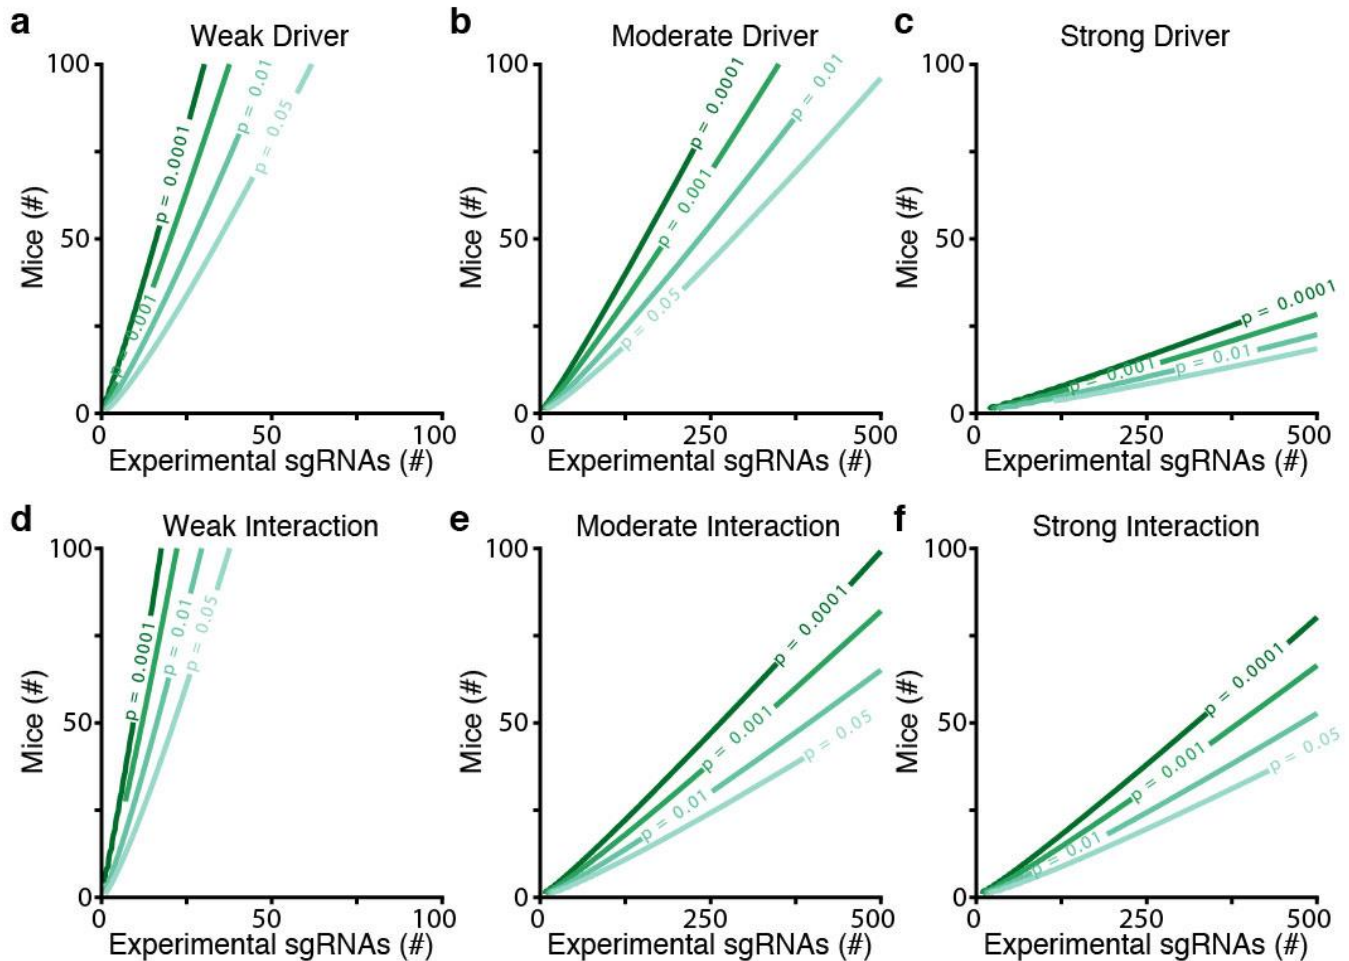 a
Weak Driver
100
50
0
Mice (#)
p = 0.0001
p = 0.001
p = 0.01
p = 0.05
0
50
100
Experimental sgRNAs (#)
b
Moderate Driver
100
50
0
Mice (#)
p = 0.0001
p = 0.001
p = 0.01
p = 0.05
0
250
500
Experimental sgRNAs (#)
c
Strong Driver
100
50
0
Mice (#)
p = 0.0001
p = 0.001
p = 0.01
0
250
500
Experimental sgRNAs (#)
d
Weak Interaction
100
50
0
Mice (#)
p = 0.0001
p = 0.01
p = 0.05
0
50
100
Experimental sgRNAs (#)
e
Moderate Interaction
100
50
0
Mice (#)
p = 0.0001
p = 0.001
p = 0.01
p = 0.05
0
250
500
Experimental sgRNAs (#)
f
Strong Interaction
100
50
0
Mice (#)
p = 0.0001
p = 0.001
p = 0.01
p = 0.05
0
250
500
Experimental sgRNAs (#)